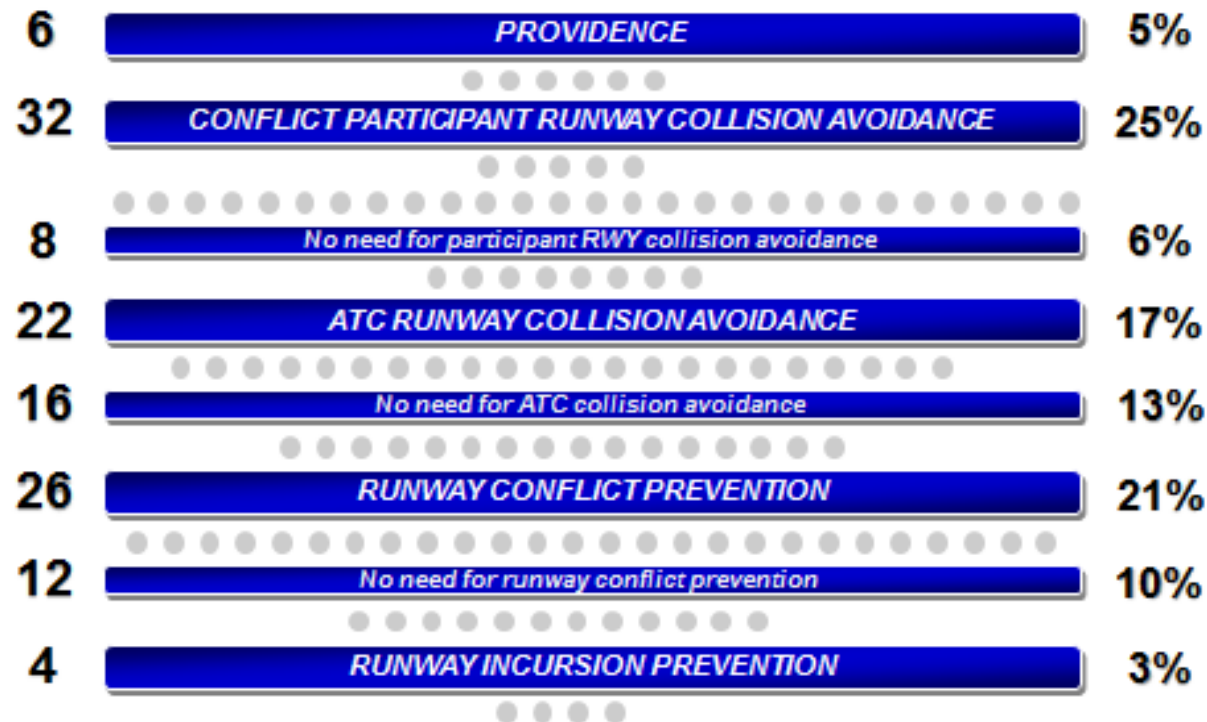 6 PROVIDENCE 5%
32 CONFLICT PARTICIPANT RUNWAY COLLISION AVOIDANCE 25%
8 No need for participant RWY collision avoidance 6%
22 ATC RUNWAY COLLISION AVOIDANCE 17%
16 No need for ATC collision avoidance 13%
26 RUNWAY CONFLICT PREVENTION 21%
12 No need for runway conflict prevention 10%
4 RUNWAY INCURSION PREVENTION 3%